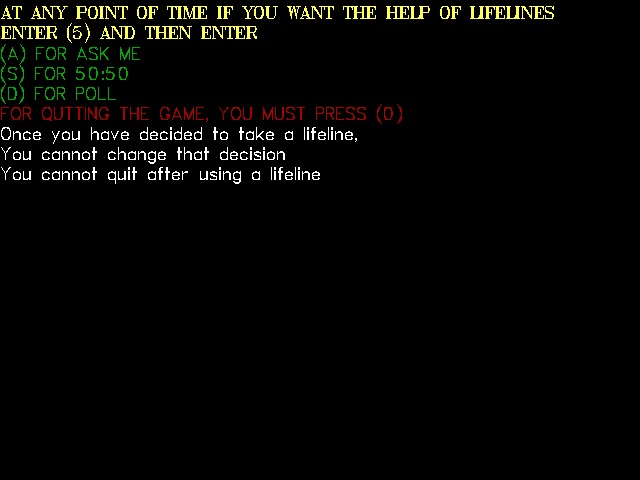 AT ANY POINT OF TIME IF YOU WANT THE HELP OF LIFELINES
ENTER (5) AND THEN ENTER
(A) FOR ASK ME
(S) FOR 50:50
(D) FOR POLL
FOR QUITTING THE GAME, YOU MUST PRESS (0)
Once you have decided to take a lifeline,
You cannot change that decision
You cannot quit after using a lifeline